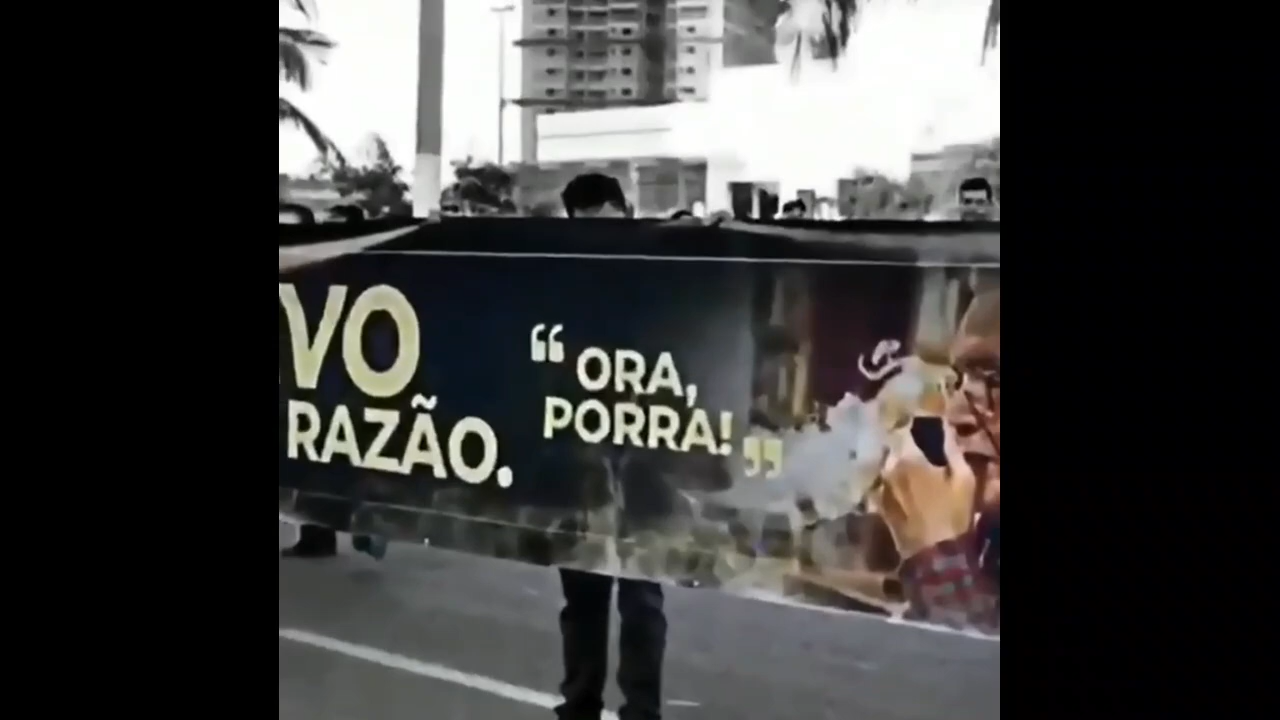 VO
RAZÃO.
“ ORA,
PORRA! ”